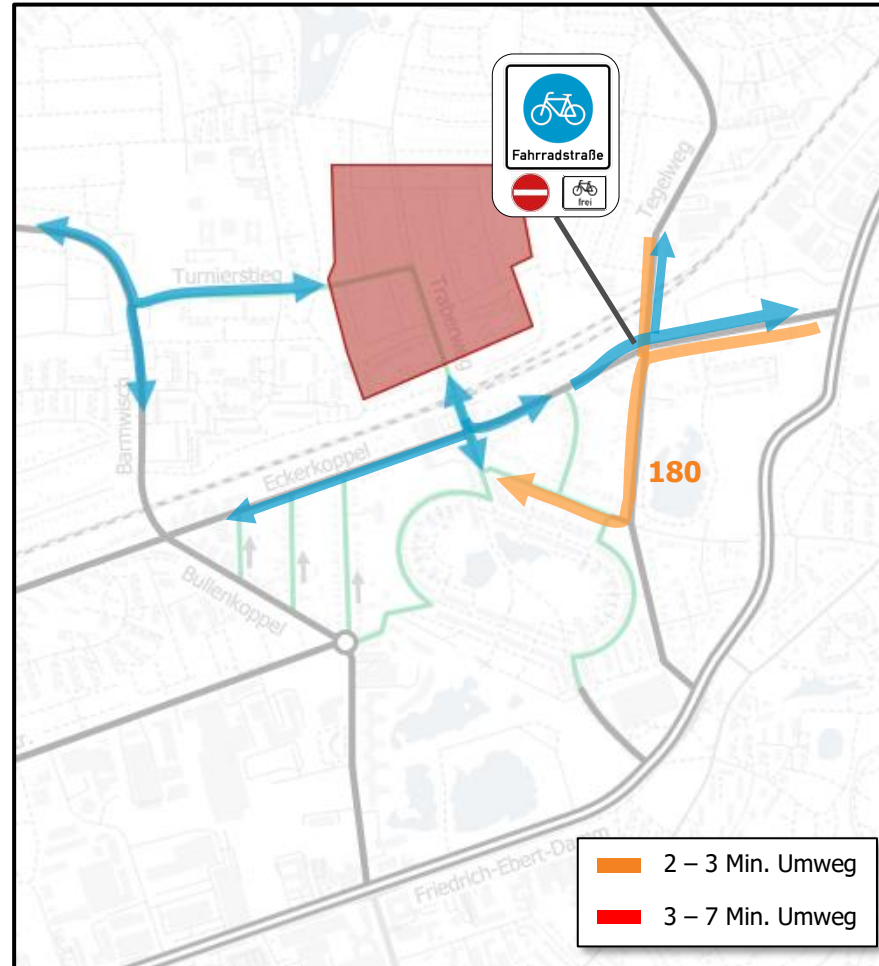 Fahrradstraße
frei
Tegelweg
Turnierstieg
Traberweg
Barmwisch
Eckerkoppel
180
Bullenkoppel
tr.
Friedrich-Ebert-Damm
2 – 3 Min. Umweg
3 – 7 Min. Umweg